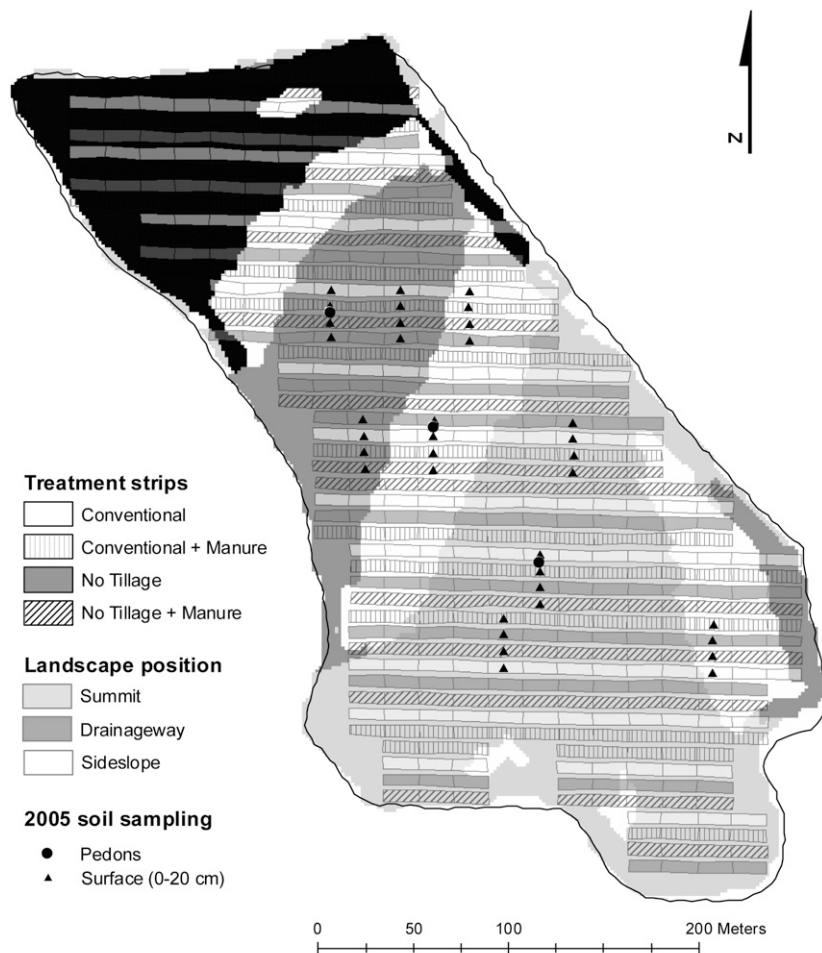 N
Treatment strips
Conventional
Conventional + Manure
No Tillage
No Tillage + Manure
Landscape position
Summit
Drainageway
Sideslope
2005 soil sampling
Pedons
Surface (0-20 cm)
0 50 100 200 Meters